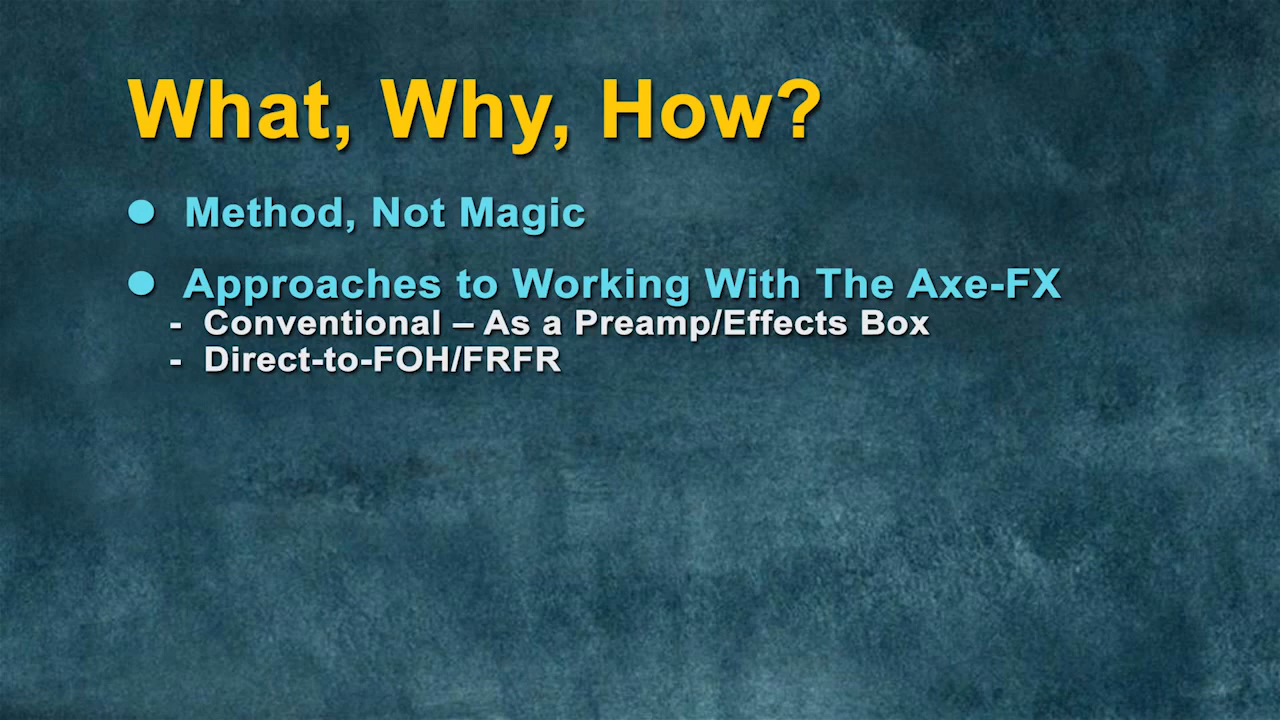 What, Why, How?
● Method, Not Magic
● Approaches to Working With The Axe-FX
- Conventional – As a Preamp/Effects Box
- Direct-to-FOH/FRFR